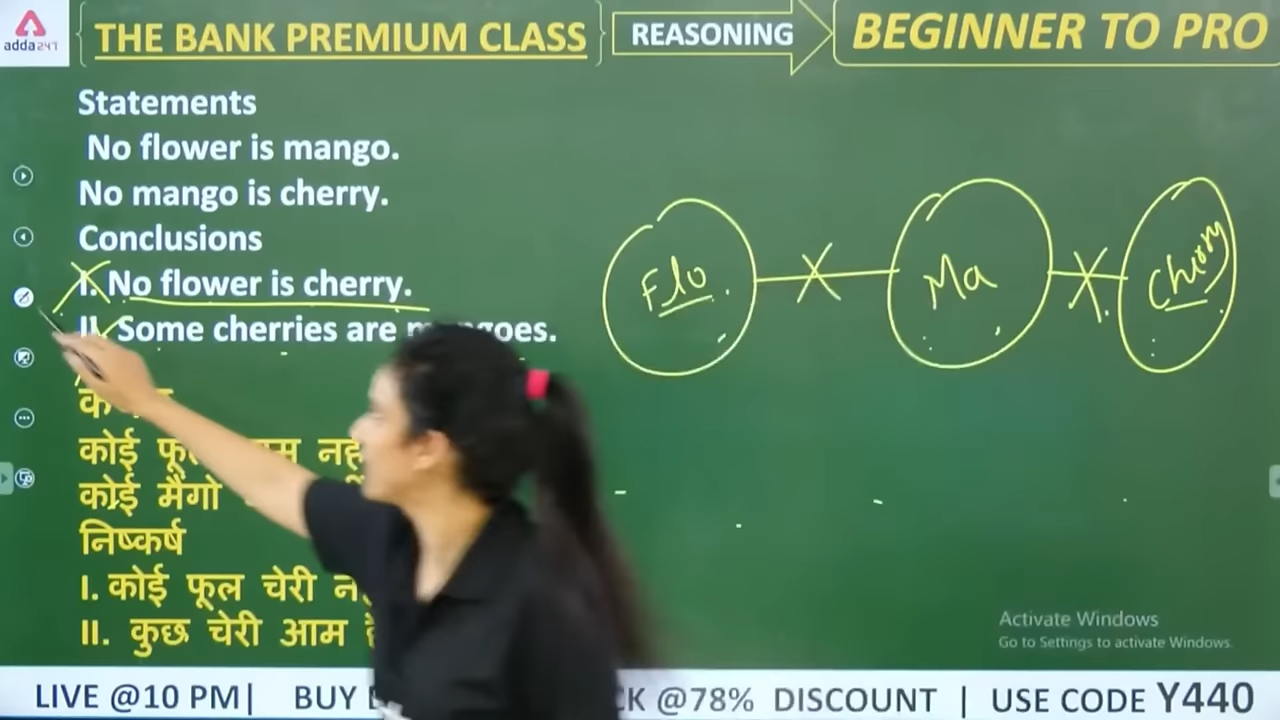 adda247
THE BANK PREMIUM CLASS
REASONING
BEGINNER TO PRO
Statements
No flower is mango.
No mango is cherry.
Conclusions
I. No flower is cherry.
II. Some cherries are mangoes.
कोई
कोई मैंगो
निष्कर्ष
I. कोई फूल चेरी
II. कुछ चेरी आम
Flo
Ma
Cherry
Activate Windows
Go to Settings to activate Windows.
LIVE @10 PM| BUY @78% DISCOUNT | USE CODE Y440